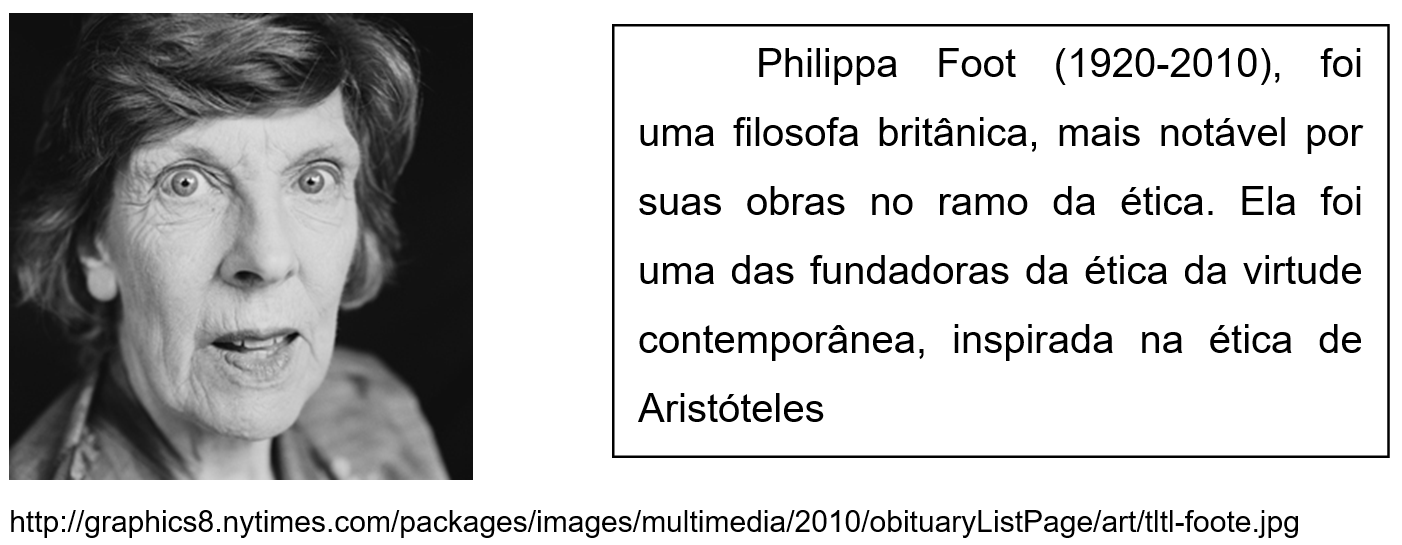 Philippa Foot (1920-2010), foi
uma filosofa britânica, mais notável por
suas obras no ramo da ética. Ela foi
uma das fundadoras da ética da virtude
contemporânea, inspirada na ética de
Aristóteles
http://graphics8.nytimes.com/packages/images/multimedia/2010/obituaryListPage/art/tltl-foote.jpg